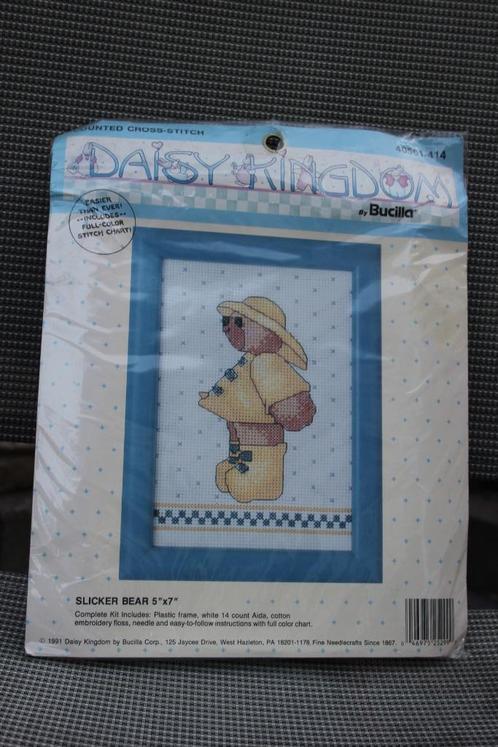 COUNTED CROSS-STITCH
40561-414
DAISY KINGDOM
By Bucilla
EASIER
THAN EVER!
--INCLUDES--
FULL-COLOR
STITCH CHART!
SLICKER BEAR 5"x7"
Complete Kit Includes: Plastic frame, white 14 count Aida, cotton
embroidery floss, needle and easy-to-follow instructions with full color chart.
© 1991 Daisy Kingdom by Bucilla Corp., 125 Jaycee Drive, West Hazleton, PA 18201-1178. Fine Needlecrafts Since 1867.